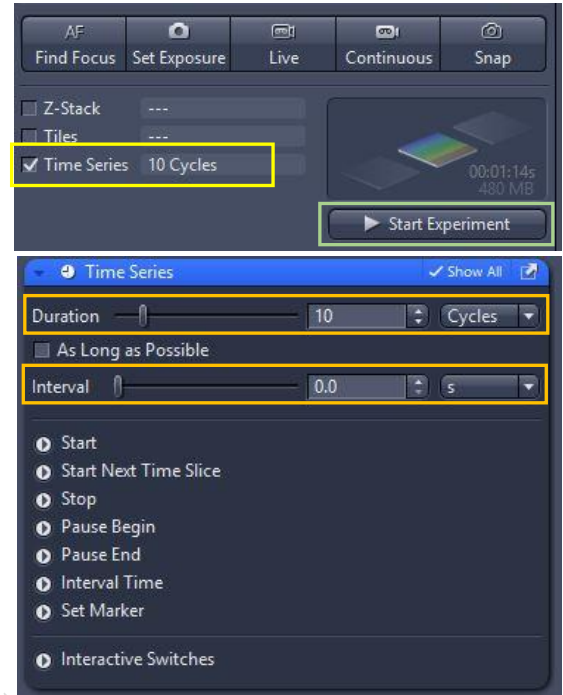 AF
Find Focus Set Exposure Live Continuous Snap
Z-Stack ---
Tiles ---
Time Series 10 Cycles
00:01:14s
480 MB
Start Experiment
Time Series Show All
Duration 10 Cycles
As Long as Possible
Interval 0.0 s
Start
Start Next Time Slice
Stop
Pause Begin
Pause End
Interval Time
Set Marker
Interactive Switches